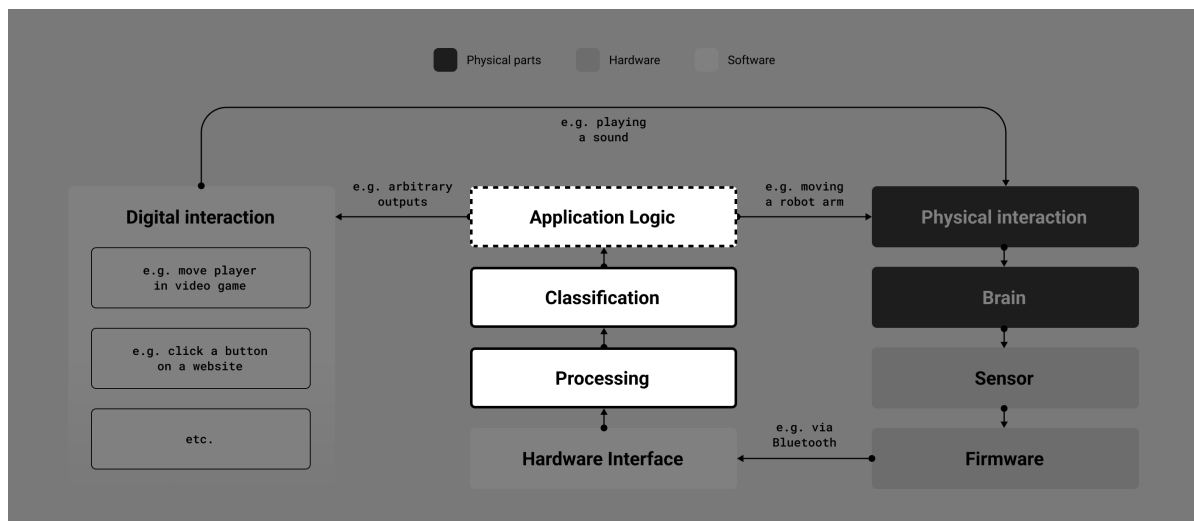 Physical parts
Hardware
Software
e.g. playing
a sound
e.g. arbitrary
outputs
e.g. moving
a robot arm
Digital interaction
Application Logic
Physical interaction
e.g. move player
in video game
Classification
Brain
e.g. click a button
on a website
Processing
Sensor
etc.
e.g. via
Bluetooth
Hardware Interface
Firmware